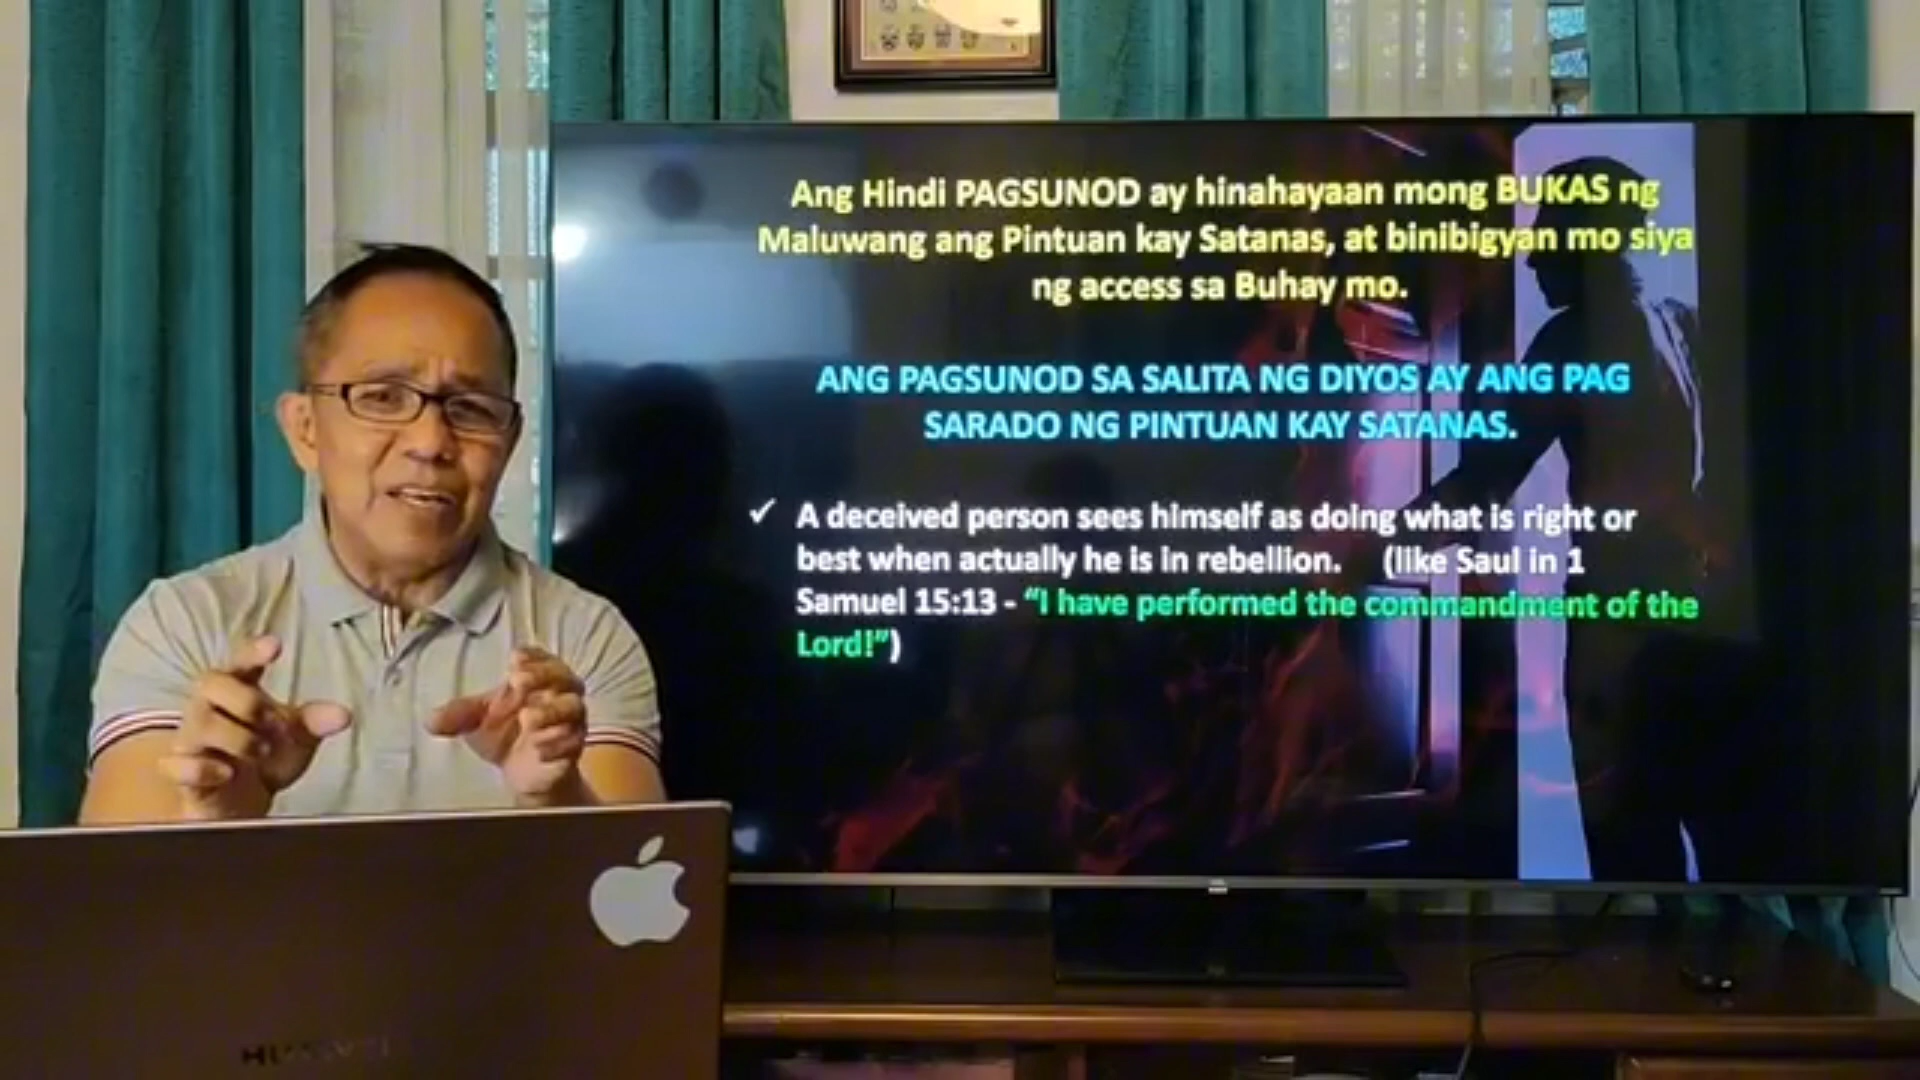 Ang Hindi PAGSUNOD ay hinahayaan mong BUKAS ng
Maluwang ang Pintuan kay Satanas, at binibigyan mo siya
ng access sa Buhay mo.
ANG PAGSUNOD SA SALITA NG DIYOS AY ANG PAG
SARADO NG PINTUAN KAY SATANAS.
✓ A deceived person sees himself as doing what is right or
best when actually he is in rebellion. (like Saul in 1
Samuel 15:13 - “I have performed the commandment of the
Lord!”)
HUAWEI